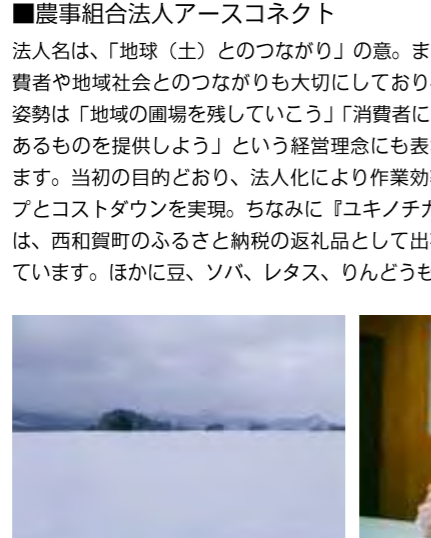 ■農事組合法人アースコネクト
法人名は、「地球（土）とのつながり」の意。ま
費者や地域社会とのつながりも大切にしており
姿勢は「地域の圃場を残していこう」「消費者に
あるものを提供しよう」という経営理念にも表
ます。当初の目的どおり、法人化により作業効
プとコストダウンを実現。ちなみに『ユキノチカ
は、西和賀町のふるさと納税の返礼品として出
ています。ほかに豆、ソバ、レタス、りんどうも